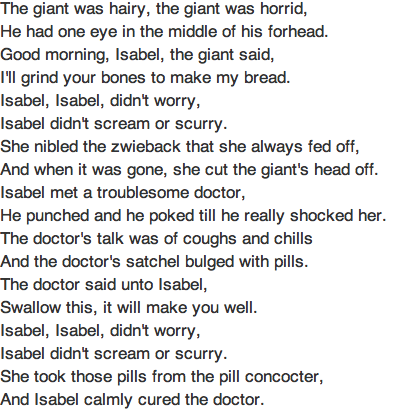 The giant was hairy, the giant was horrid,
He had one eye in the middle of his forhead.
Good morning, Isabel, the giant said,
I'll grind your bones to make my bread.
Isabel, Isabel, didn't worry,
Isabel didn't scream or scurry.
She nibled the zwieback that she always fed off,
And when it was gone, she cut the giant's head off.
Isabel met a troublesome doctor,
He punched and he poked till he really shocked her.
The doctor's talk was of coughs and chills
And the doctor's satchel bulged with pills.
The doctor said unto Isabel,
Swallow this, it will make you well.
Isabel, Isabel, didn't worry,
Isabel didn't scream or scurry.
She took those pills from the pill concocter,
And Isabel calmly cured the doctor.